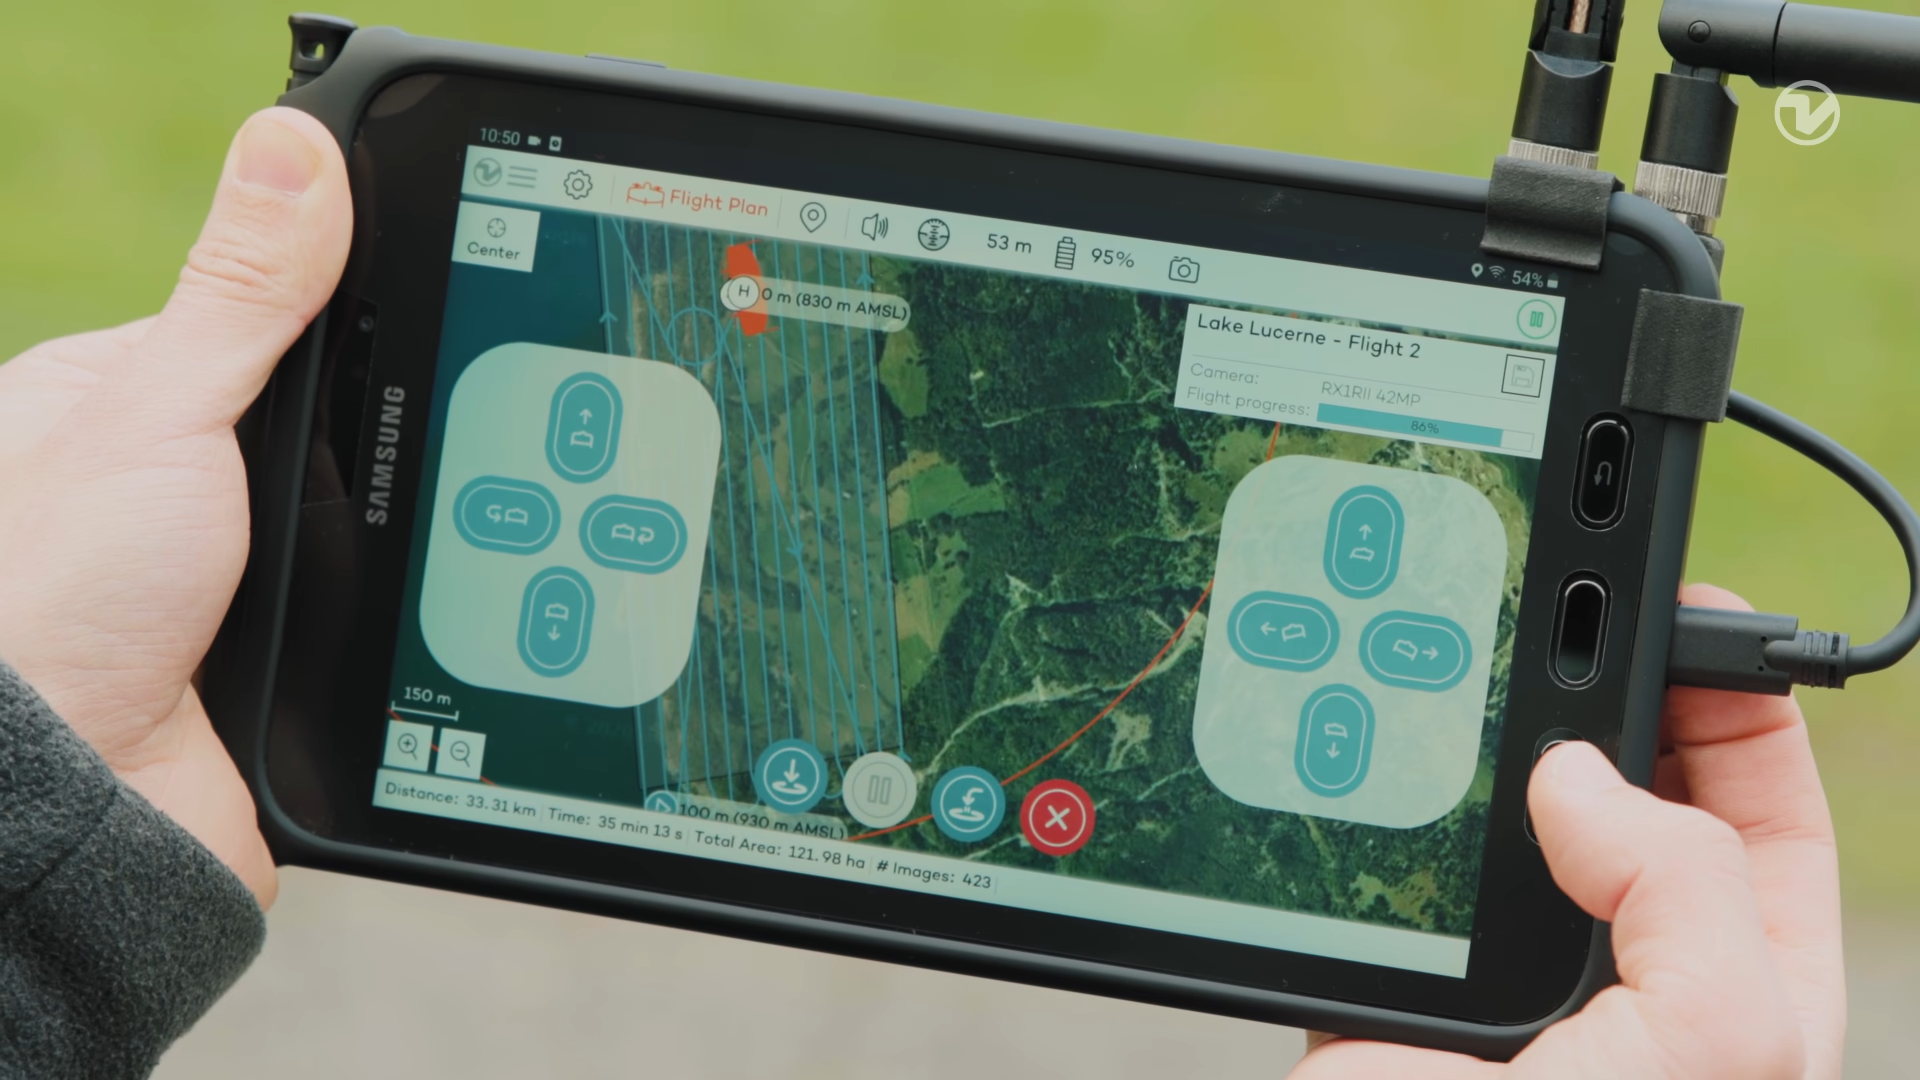 10:50
Flight Plan
53 m
95%
54%
Center
H
0 m (830 m AMSL)
Lake Lucerne - Flight 2
Camera: RX1RII 42MP
Flight progress: 86%
SAMSUNG
150 m
100 m (930 m AMSL)
Distance: 33.31 km Time: 35 min 13 s Total Area: 121.98 ha # Images: 423